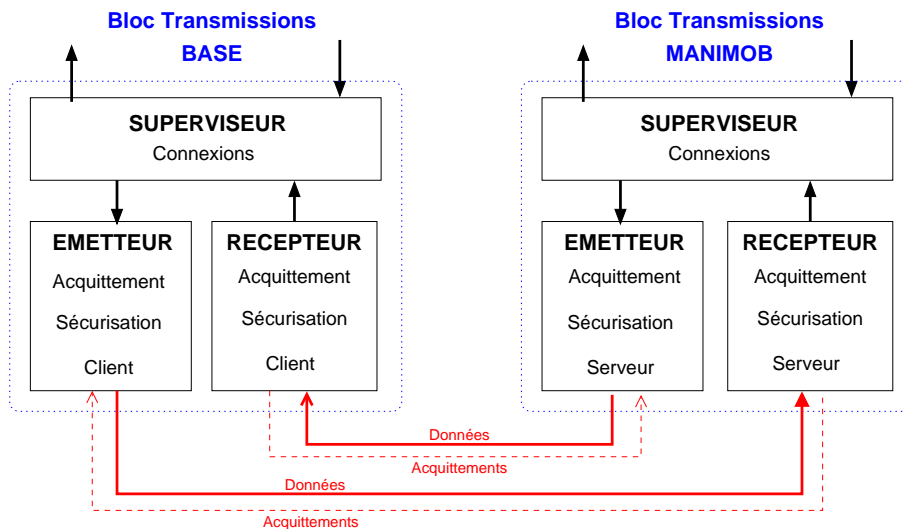 Bloc Transmissions
BASE
SUPERVISEUR
Connexions
EMETTEUR
Acquittement
Sécurisation
Client
RECEPTEUR
Acquittement
Sécurisation
Client
Bloc Transmissions
MANIMOB
SUPERVISEUR
Connexions
EMETTEUR
Acquittement
Sécurisation
Serveur
RECEPTEUR
Acquittement
Sécurisation
Serveur
Données
Acquittements
Données
Acquittements